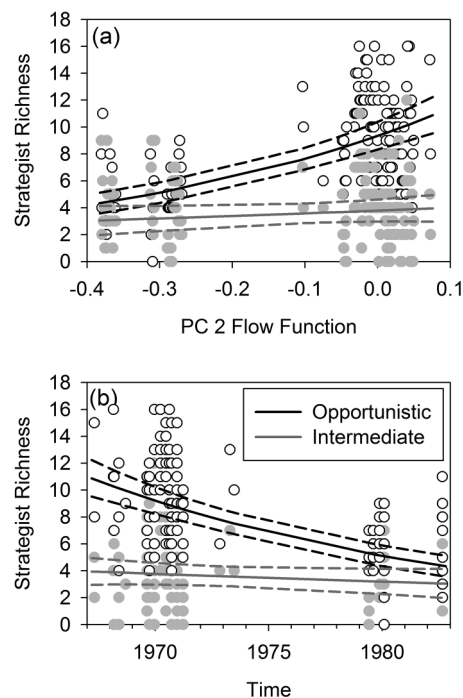 (a)
Strategist Richness
18
16
14
12
10
8
6
4
2
0
-0.4 -0.3 -0.2 -0.1 0.0 0.1
PC 2 Flow Function
(b)
Opportunistic
Intermediate
Strategist Richness
18
16
14
12
10
8
6
4
2
0
1970 1975 1980
Time